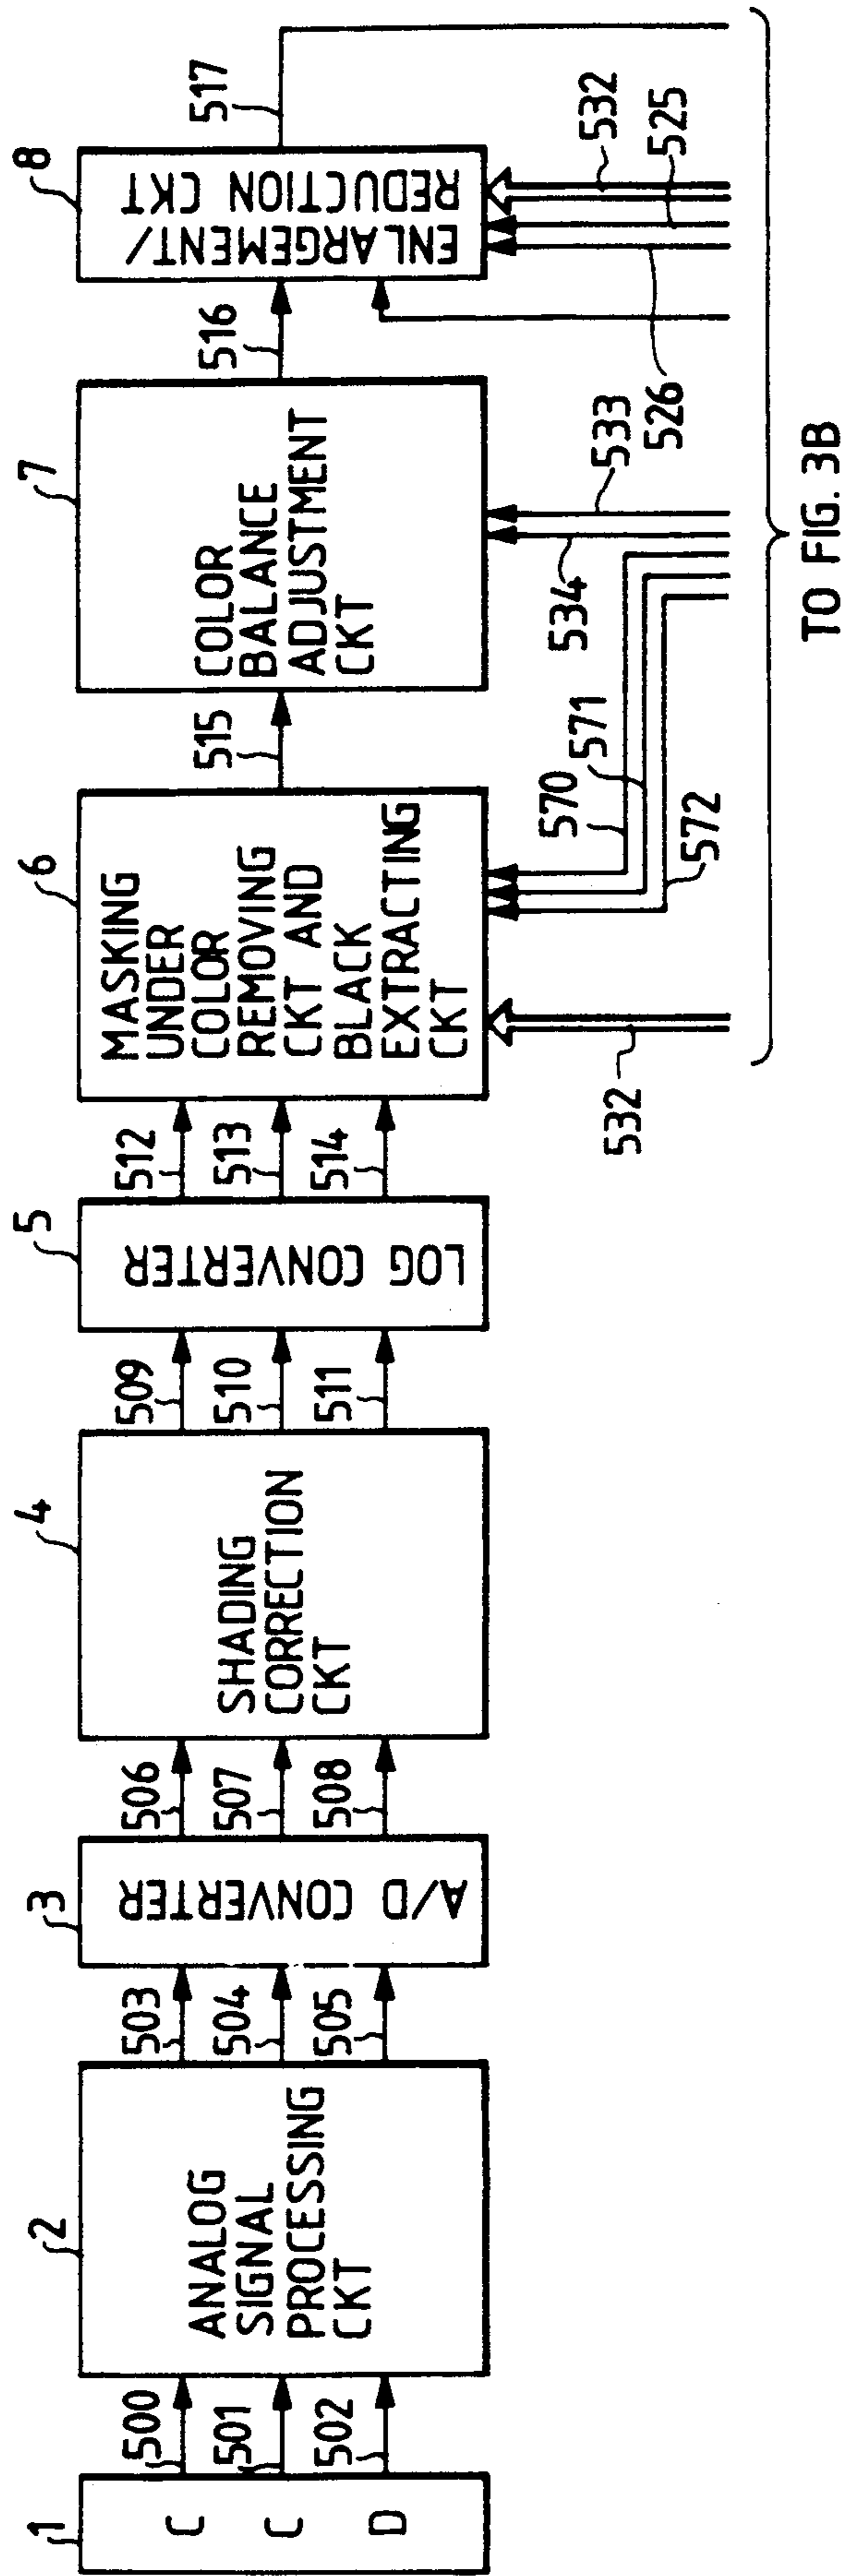 1
C
C
D
500
501
502
2
ANALOG
SIGNAL
PROCESSING
CKT
503
504
505
3
A/D CONVERTER
506
507
508
4
SHADING
CORRECTION
CKT
509
510
511
5
LOG CONVERTER
512
513
514
6
MASKING
UNDER
COLOR
REMOVING
CKT AND
BLACK
EXTRACTING
CKT
532
572
570
571
515
7
COLOR
BALANCE
ADJUSTMENT
CKT
534
533
516
8
ENLARGEMENT/
REDUCTION CKT
526
525
532
517
TO FIG. 3B